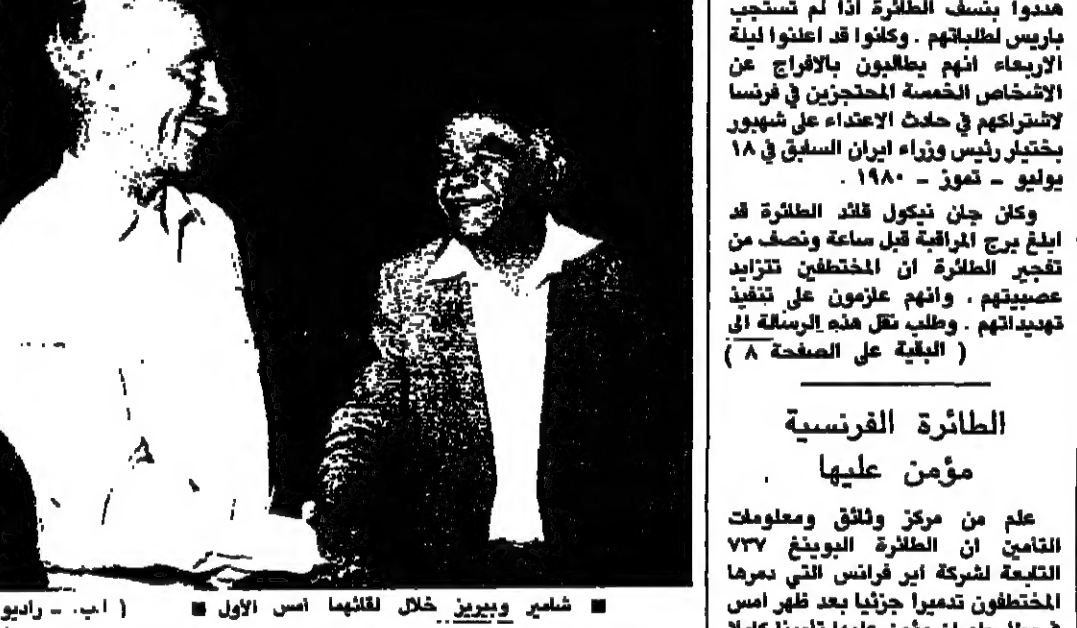 هددوا بنسف الطائرة اذا لم تستجب
باريس لطلباتهم . وكانوا قد اعلنوا ليلة
الاربعاء انهم يطالبون بالافراج عن
الاشخاص الخمسة المحتجزين في فرنسا
لاشتراكهم في حادث الاعتداء على شهبور
بختيار رئيس وزراء ايران السابق في ١٨
يوليو - تموز - ١٩٨٠ .
وكان جان نيكول قائد الطائرة قد
ابلغ برج المراقبة قبل ساعة ونصف من
تفجير الطائرة ان المختطفين تتزايد
عصبيتهم ، وانهم عازمون على تنفيذ
تهديداتهم . وطلب نقل هذه الرسالة الى
( البقية على الصفحة ٨ )
الطائرة الفرنسية
مؤمن عليها
علم من مركز وثائق ومعلومات
التأمين ان الطائرة البوينغ ٧٣٧
التابعة لشركة أير فرانس التي دمرها
المختطفون تدميرا جزئيا بعد ظهر امس
■ شامير وبيريز خلال لقائهما امس الاول ■ ( اب. - راديو